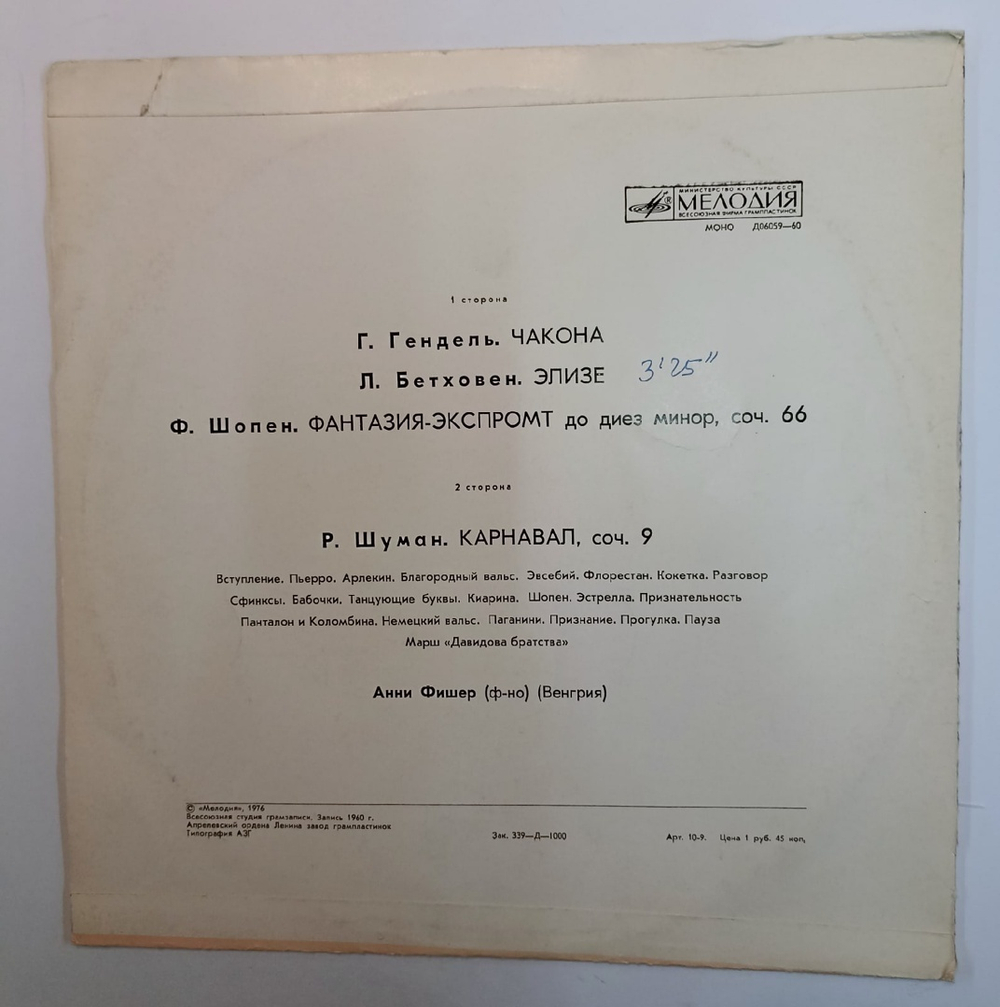 МИНИСТЕРСТВО КУЛЬТУРЫ СССР
МЕЛОДИЯ
ВСЕСОЮЗНАЯ ФИРМА ГРАМПЛАСТИНОК
МОНО Д06059—60
1 сторона
Г. Гендель. ЧАКОНА
Л. Бетховен. ЭЛИЗЕ 3'25"
Ф. Шопен. ФАНТАЗИЯ-ЭКСПРОМТ до диез минор, соч. 66
2 сторона
Р. Шуман. КАРНАВАЛ, соч. 9
Вступление. Пьерро. Арлекин. Благородный вальс. Эвсебий. Флорестан. Кокетка. Разговор
Сфинксы. Бабочки. Танцующие буквы. Киарина. Шопен. Эстрелла. Признательность
Панталон и Коломбина. Немецкий вальс. Паганини. Признание. Прогулка. Пауза
Марш «Давидова братства»
Анни Фишер (ф-но) (Венгрия)
© «Мелодия», 1976
Всесоюзная студия грамзаписи. Запись 1960 г.
Апрелевский ордена Ленина завод грампластинок
Типография АЗГ
Зак. 339—Д—1000
Арт. 10-9. Цена 1 руб. 45 коп.